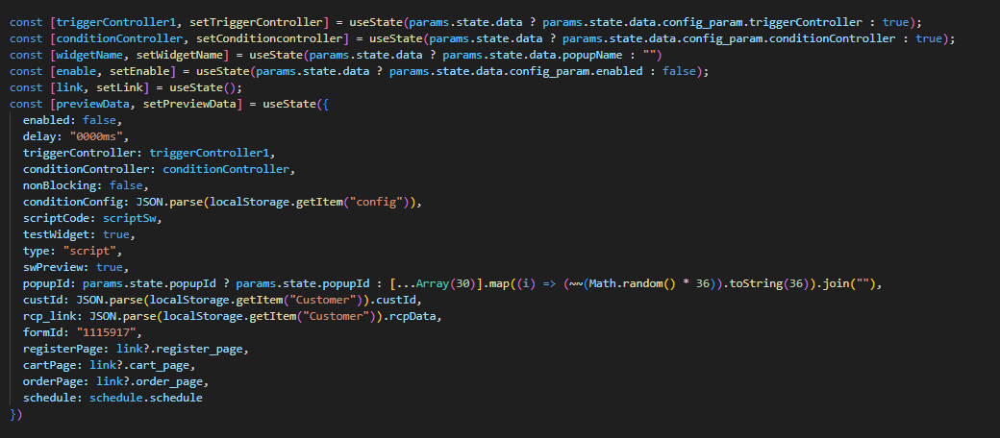 const [triggerController1, setTriggerController] = useState(params.state.data ? params.state.data.config_param.triggerController : true);
const [conditionController, setConditioncontroller] = useState(params.state.data ? params.state.data.config_param.conditionController : true);
const [widgetName, setWidgetName] = useState(params.state.data ? params.state.data.popupName : "")
const [enable, setEnable] = useState(params.state.data ? params.state.data.config_param.enabled : false);
const [link, setLink] = useState();
const [previewData, setPreviewData] = useState({
  enabled: false,
  delay: "0000ms",
  triggerController: triggerController1,
  conditionController: conditionController,
  nonBlocking: false,
  conditionConfig: JSON.parse(localStorage.getItem("config")),
  scriptCode: scriptSw,
  testWidget: true,
  type: "script",
  swPreview: true,
  popupId: params.state.popupId ? params.state.popupId : [...Array(30)].map((i) => (~~(Math.random() * 36)).toString(36)).join(""),
  custId: JSON.parse(localStorage.getItem("Customer")).custId,
  rcp_link: JSON.parse(localStorage.getItem("Customer")).rcpData,
  formId: "1115917",
  registerPage: link?.register_page,
  cartPage: link?.cart_page,
  orderPage: link?.order_page,
  schedule: schedule.schedule
})